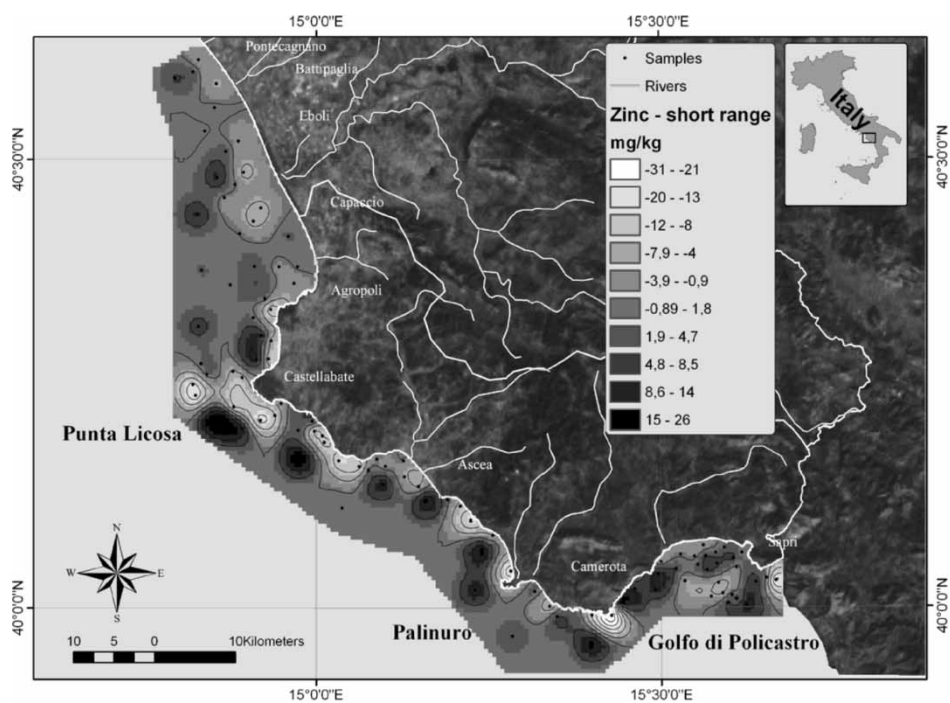 15°0'0"E
15°30'0"E
Pontecagnano
Battipaglia
Eboli
Samples
Rivers
Zinc - short range
mg/kg
-31 - -21
-20 - -13
-12 - -8
-7,9 - -4
-3,9 - -0,9
-0,89 - 1,8
1,9 - 4,7
4,8 - 8,5
8,6 - 14
15 - 26
Italy
40°30'0"N
40°30'0"N
Capaccio
Agropoli
Castellabate
Punta Licosa
Ascea
Sapri
Camerota
N
W E
S
40°0'0"N
40°0'0"N
Palinuro
Golfo di Policastro
10 5 0 10Kilometers
15°0'0"E
15°30'0"E